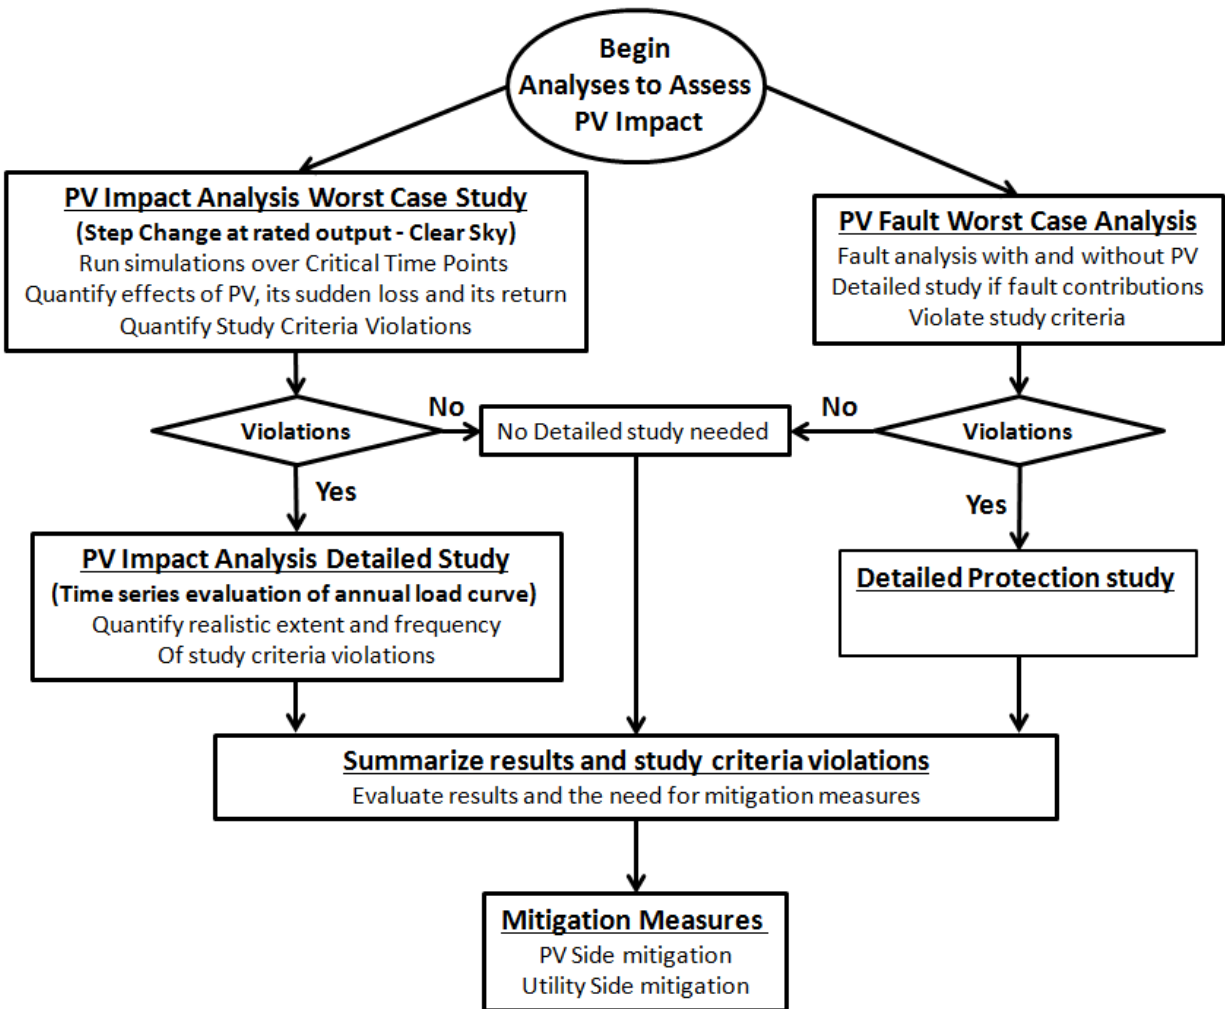 Begin
Analyses to Assess
PV Impact
PV Impact Analysis Worst Case Study
(Step Change at rated output - Clear Sky)
Run simulations over Critical Time Points
Quantify effects of PV, its sudden loss and its return
Quantify Study Criteria Violations
PV Fault Worst Case Analysis
Fault analysis with and without PV
Detailed study if fault contributions
Violate study criteria
Violations
No
No Detailed study needed
No
Violations
Yes
Yes
PV Impact Analysis Detailed Study
(Time series evaluation of annual load curve)
Quantify realistic extent and frequency
Of study criteria violations
Detailed Protection study
Summarize results and study criteria violations
Evaluate results and the need for mitigation measures
Mitigation Measures
PV Side mitigation
Utility Side mitigation